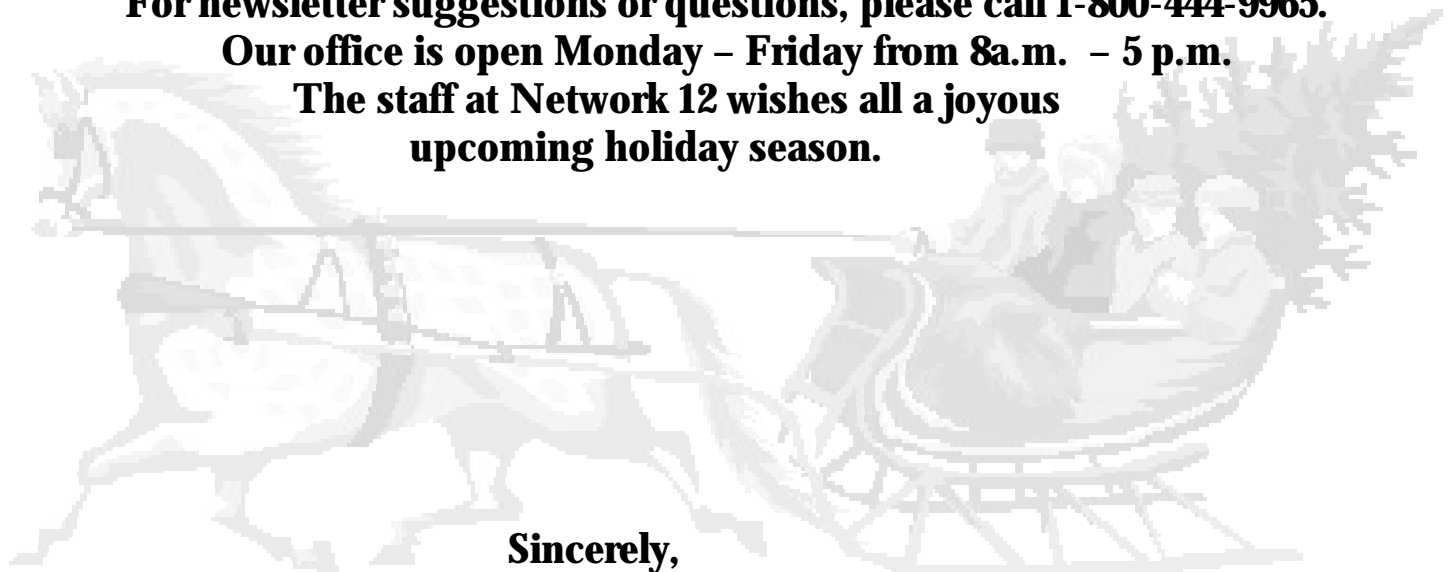 For newsletter suggestions or questions, please call 1-800-444-9965.
Our office is open Monday – Friday from 8a.m. – 5 p.m.
The staff at Network 12 wishes all a joyous
upcoming holiday season.
Sincerely,